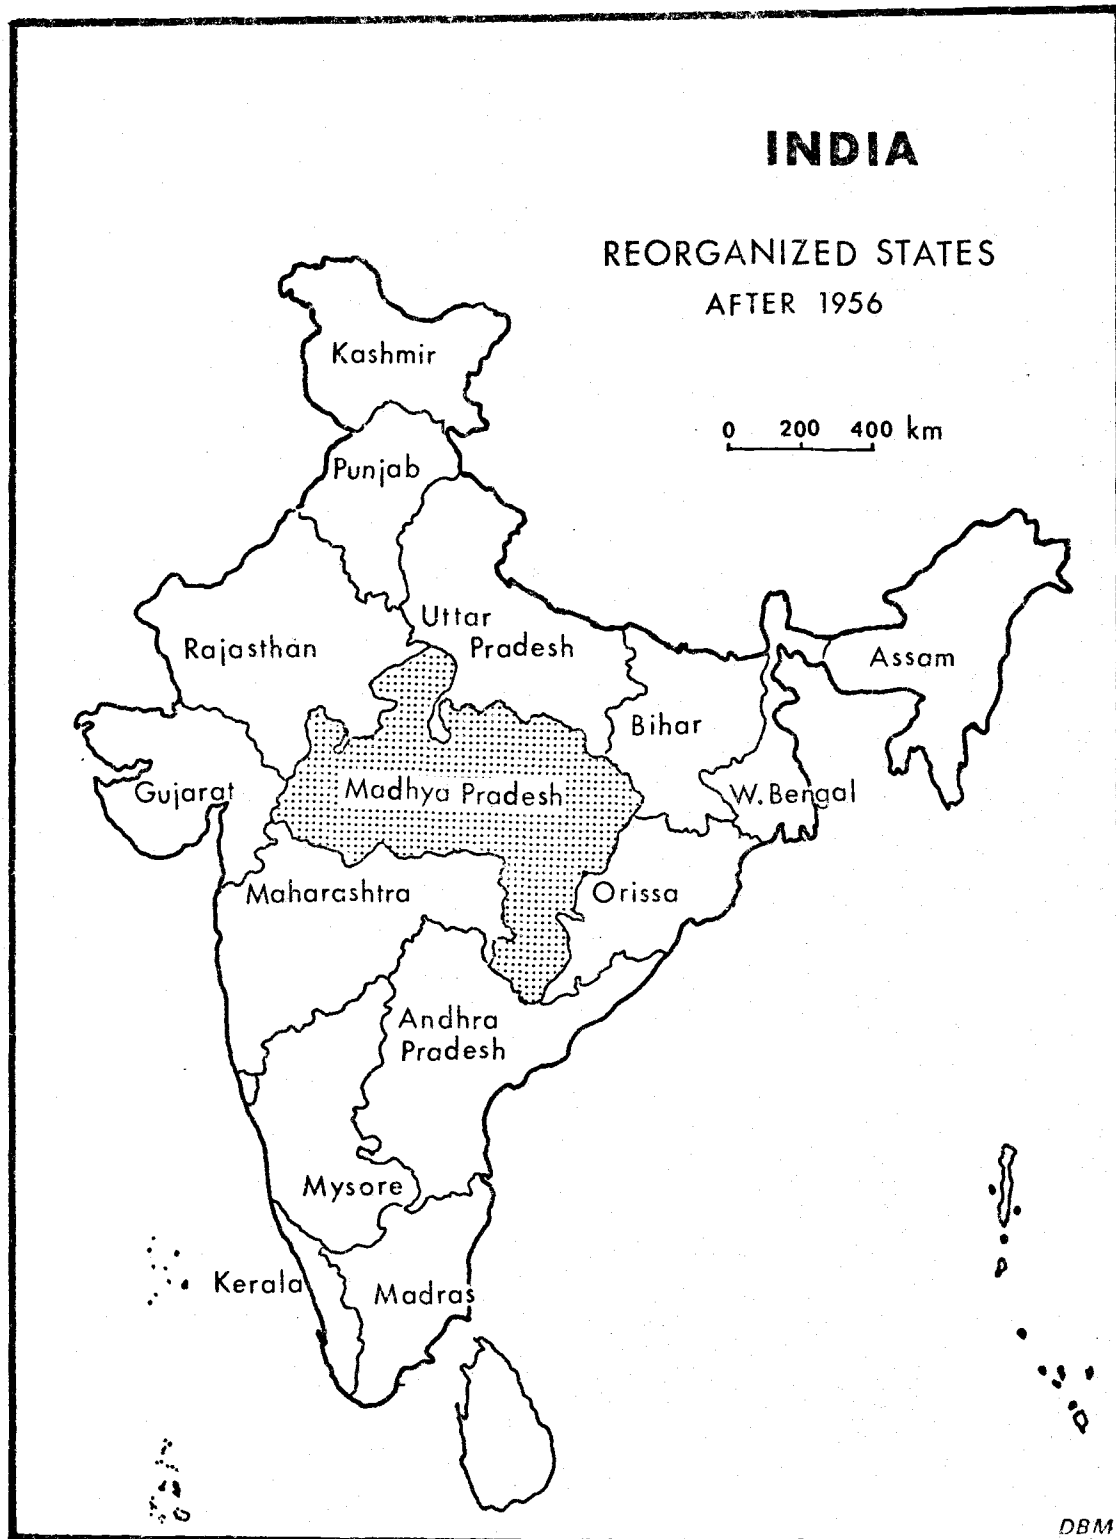 INDIA
REORGANIZED STATES
AFTER 1956
0 200 400 km
Kashmir
Punjab
Uttar
Pradesh
Rajasthan
Assam
Bihar
Gujarat
Madhya Pradesh
W. Bengal
Maharashtra
Orissa
Andhra
Pradesh
Mysore
Kerala
Madras
DBM